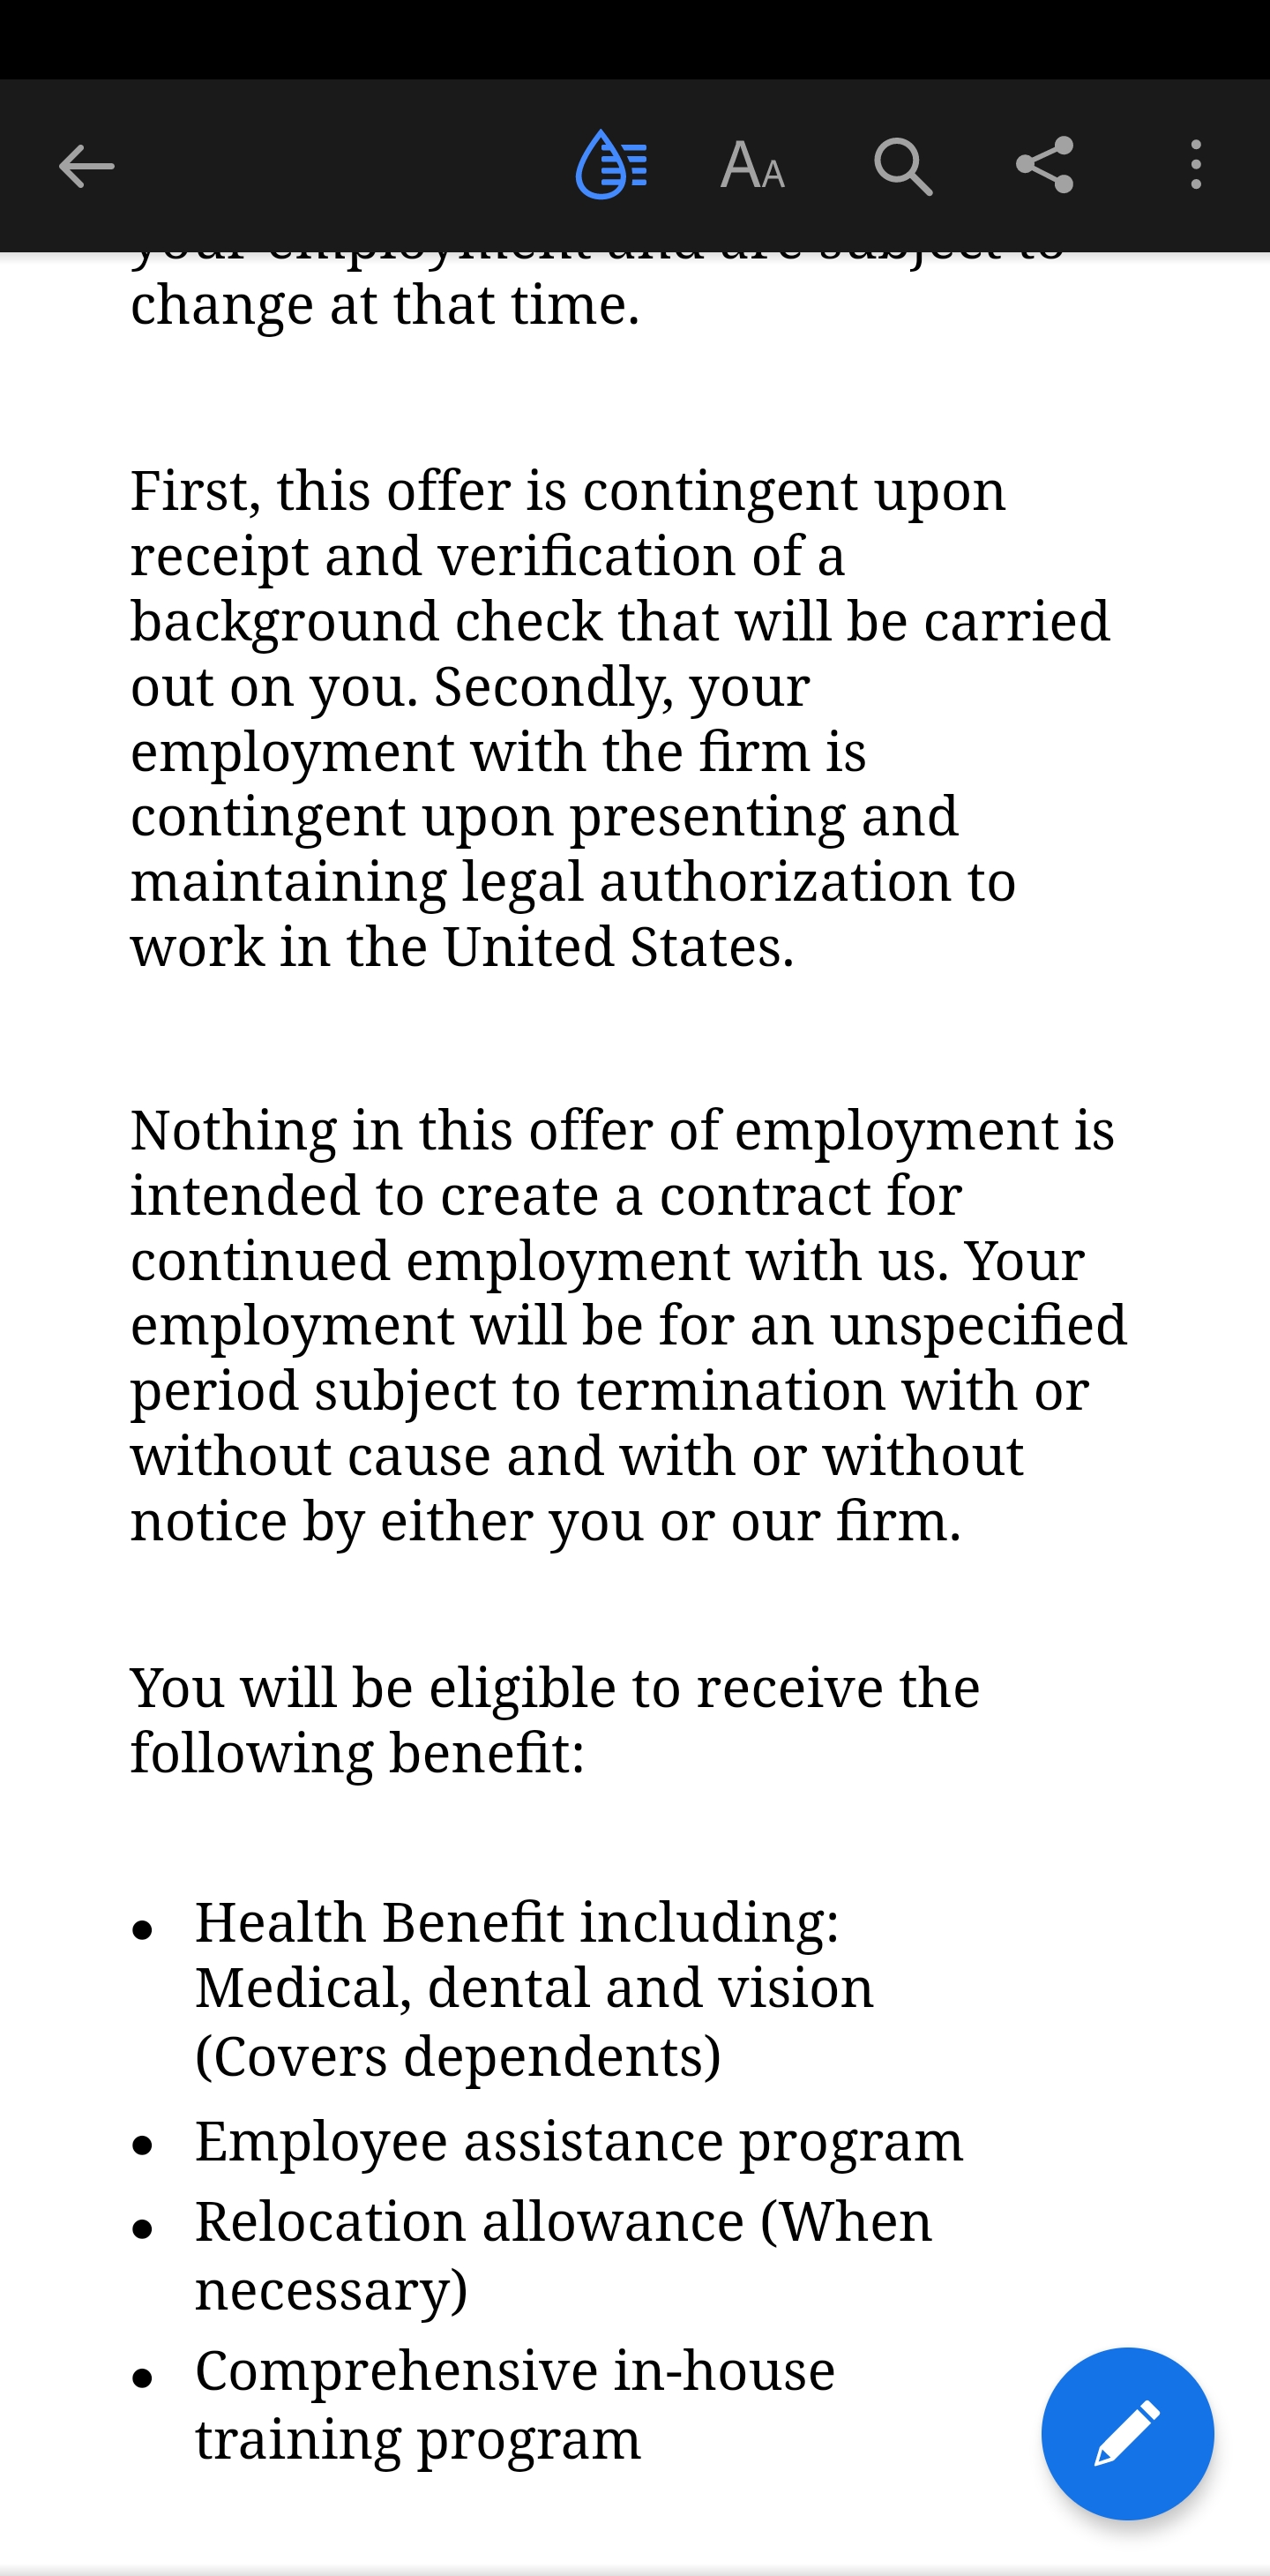 your employment and are subject to
change at that time.
First, this offer is contingent upon
receipt and verification of a
background check that will be carried
out on you. Secondly, your
employment with the firm is
contingent upon presenting and
maintaining legal authorization to
work in the United States.
Nothing in this offer of employment is
intended to create a contract for
continued employment with us. Your
employment will be for an unspecified
period subject to termination with or
without cause and with or without
notice by either you or our firm.
You will be eligible to receive the
following benefit:
• Health Benefit including:
Medical, dental and vision
(Covers dependents)
• Employee assistance program
• Relocation allowance (When
necessary)
• Comprehensive in-house
training program